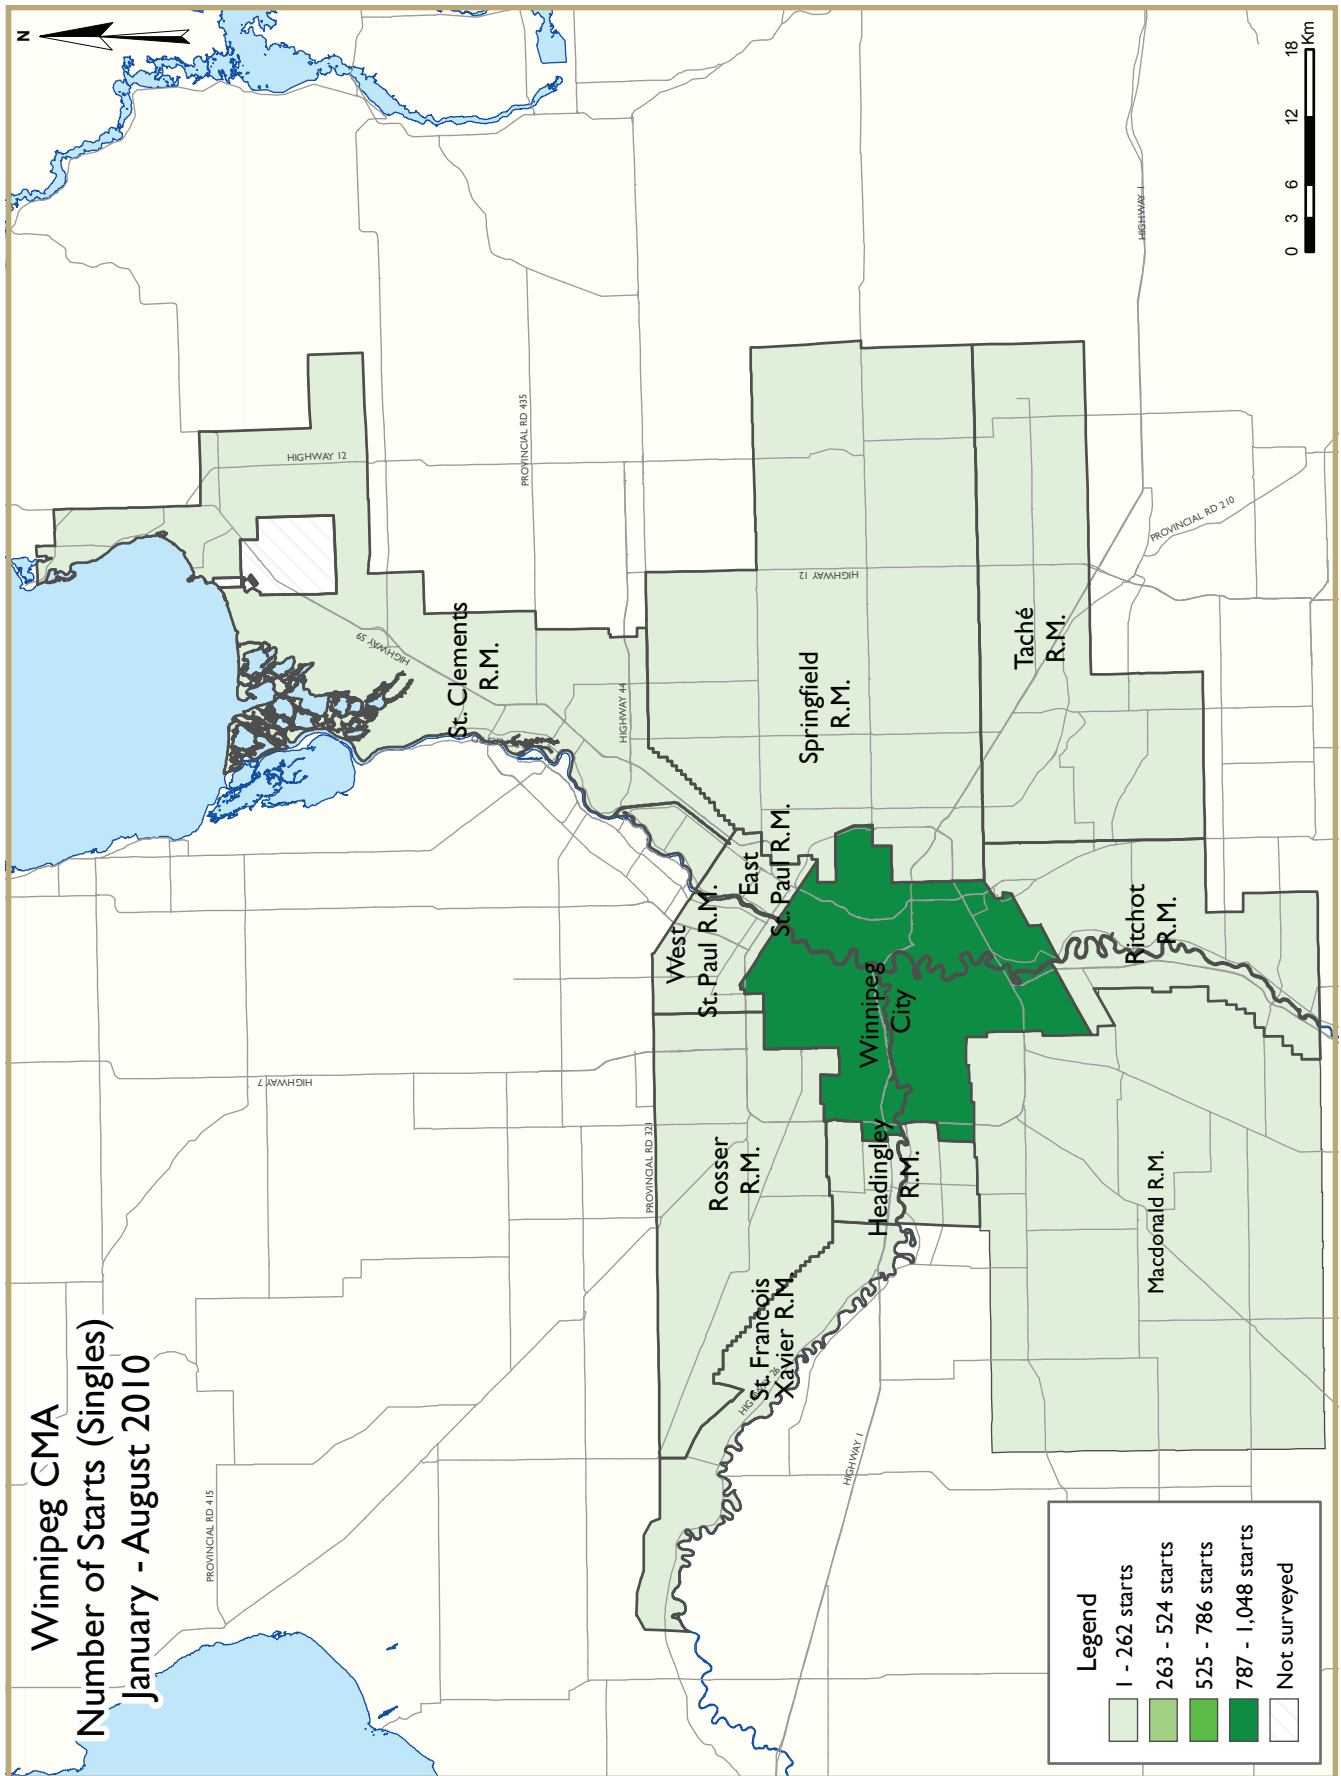 Winnipeg CMA
Number of Starts (Singles)
January - August 2010
N
PROVINCIAL RD 415
HIGHWAY 7
HIGHWAY 12
PROVINCIAL RD 435
HIGHWAY 59
St. Clements
R.M.
HIGHWAY 44
PROVINCIAL RD 321
West
St. Paul R.M.
East
St. Paul R.M.
Rosser
R.M.
St. Francois
Xavier R.M.
HIGHWAY 26
Springfield
R.M.
HIGHWAY 12
Winnipeg
City
Headingley
R.M.
HIGHWAY 1
Taché
R.M.
HIGHWAY 1
PROVINCIAL RD 210
Ritchot
R.M.
Macdonald R.M.
Legend
1 - 262 starts
263 - 524 starts
525 - 786 starts
787 - 1,048 starts
Not surveyed
0 3 6 12 18
Km